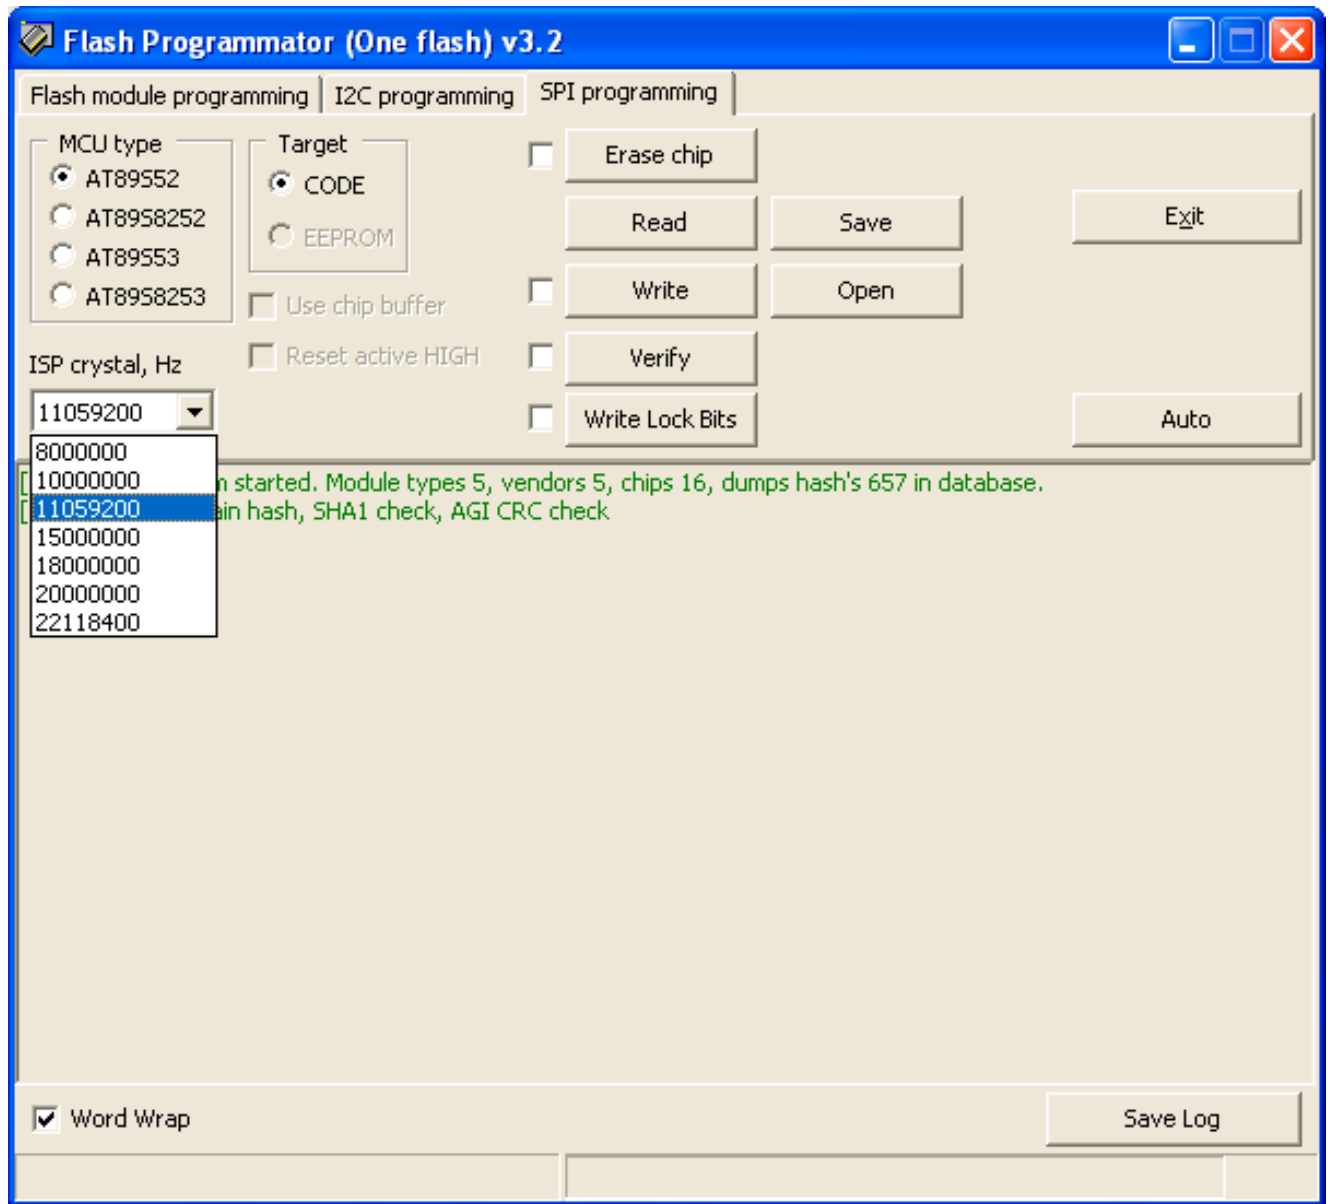 Flash Programmator (One flash) v3.2
Flash module programming
I2C programming
SPI programming
MCU type
AT89S52
AT89S8252
AT89S53
AT89S8253
Target
CODE
EEPROM
Use chip buffer
Reset active HIGH
Erase chip
Read
Save
Write
Open
Verify
Write Lock Bits
Exit
Auto
ISP crystal, Hz
11059200
8000000
10000000
11059200
15000000
18000000
20000000
22118400
started. Module types 5, vendors 5, chips 16, dumps hash's 657 in database.
hash, SHA1 check, AGI CRC check
Word Wrap
Save Log